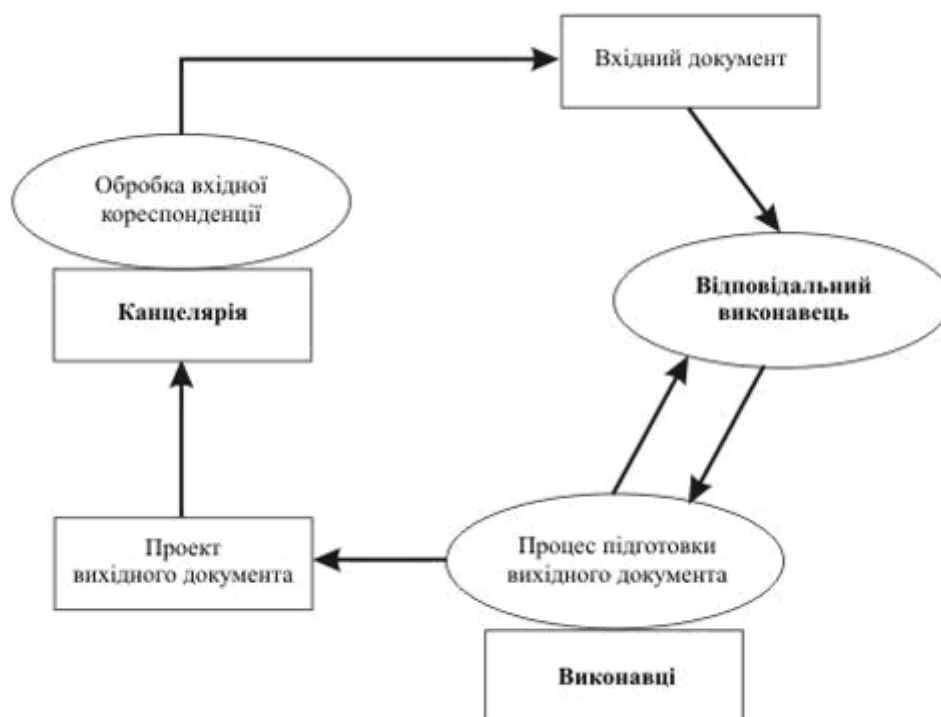 Вхідний документ
Обробка вхідної
кореспонденції
Канцелярія
Відповідальний
виконавець
Проект
вихідного документа
Процес підготовки
вихідного документа
Виконавці